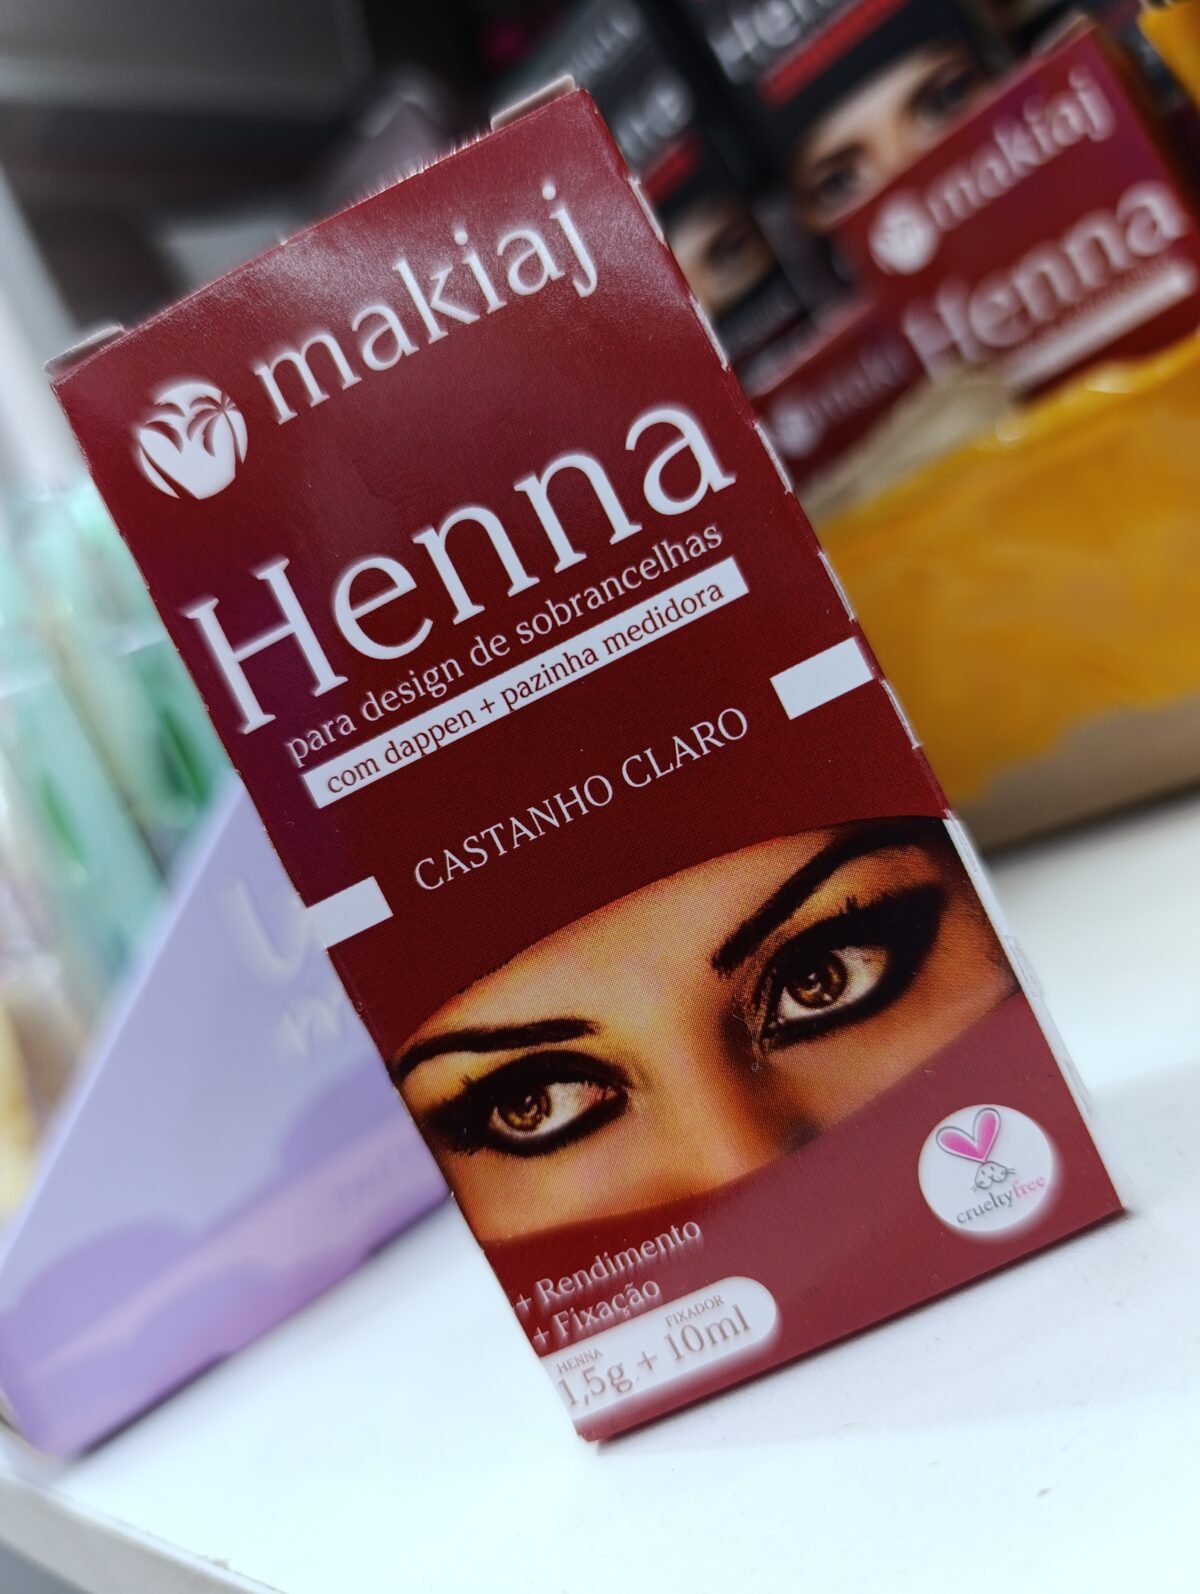 makiaj
Henna
para design de sobrancelhas
com dappen + pazinha medidora
CASTANHO CLARO
+ Rendimento
+ Fixação
HENNA FIXADOR
1,5g + 10ml
crueltyfree
makiaj
Henna
Henna